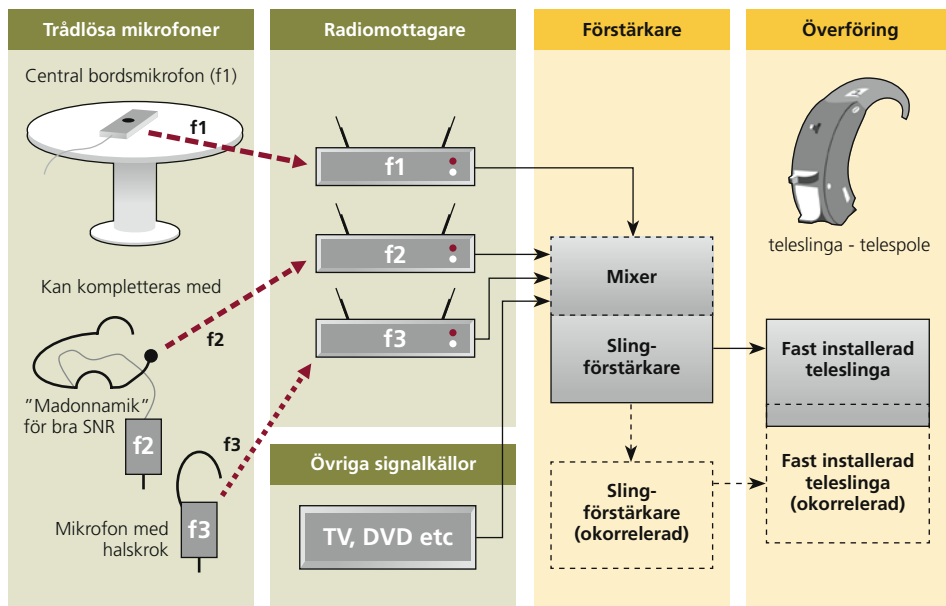 Trådlösa mikrofoner
Central bordsmikrofon (f1)
f1
Kan kompletteras med
f2
"Madonnamik"
för bra SNR
f2
f3
Mikrofon med
halskrok
f3
Radiomottagare
f1
f2
f3
Övriga signalkällor
TV, DVD etc
Förstärkare
Mixer
Sling-
förstärkare
Sling-
förstärkare
(okorrelerad)
Överföring
teleslinga - telespole
Fast installerad
teleslinga
Fast installerad
teleslinga
(okorrelerad)